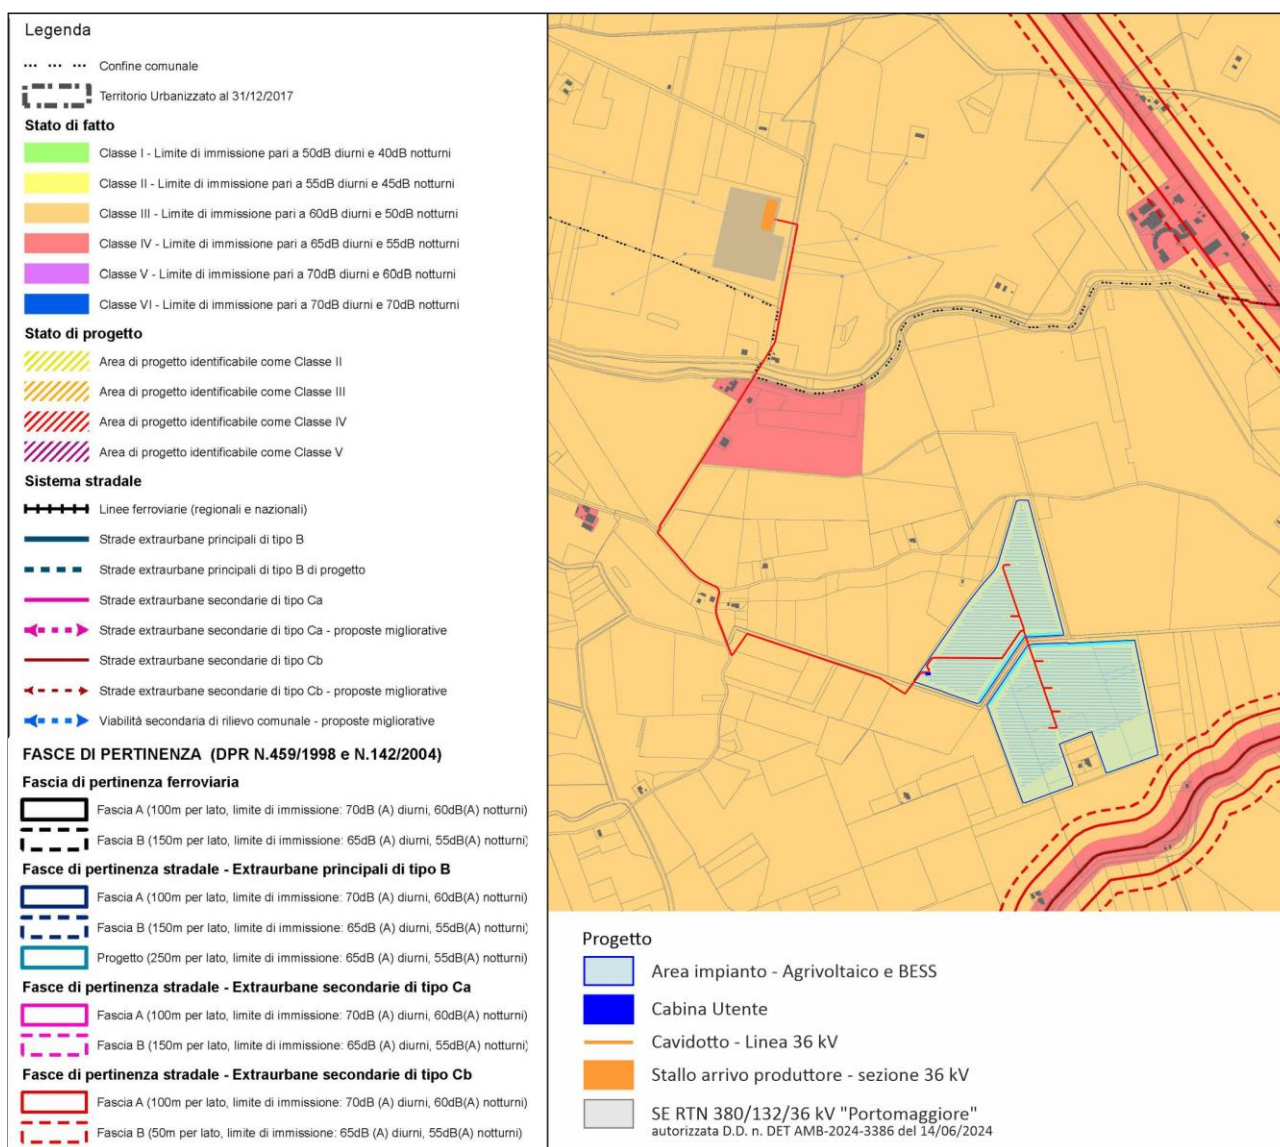 Legenda
Confine comunale
Territorio Urbanizzato al 31/12/2017
Stato di fatto
Classe I - Limite di immissione pari a 50dB diurni e 40dB notturni
Classe II - Limite di immissione pari a 55dB diurni e 45dB notturni
Classe III - Limite di immissione pari a 60dB diurni e 50dB notturni
Classe IV - Limite di immissione pari a 65dB diurni e 55dB notturni
Classe V - Limite di immissione pari a 70dB diurni e 60dB notturni
Classe VI - Limite di immissione pari a 70dB diurni e 70dB notturni
Stato di progetto
Area di progetto identificabile come Classe II
Area di progetto identificabile come Classe III
Area di progetto identificabile come Classe IV
Area di progetto identificabile come Classe V
Sistema stradale
Linee ferroviarie (regionali e nazionali)
Strade extraurbane principali di tipo B
Strade extraurbane principali di tipo B di progetto
Strade extraurbane secondarie di tipo Ca
Strade extraurbane secondarie di tipo Ca - proposte migliorative
Strade extraurbane secondarie di tipo Cb
Strade extraurbane secondarie di tipo Cb - proposte migliorative
Viabilità secondaria di rilievo comunale - proposte migliorative
FASCE DI PERTINENZA (DPR N.459/1998 e N.142/2004)
Fascia di pertinenza ferroviaria
Fascia A (100m per lato, limite di immissione: 70dB (A) diurni, 60dB(A) notturni)
Fascia B (150m per lato, limite di immissione: 65dB (A) diurni, 55dB(A) notturni)
Fasce di pertinenza stradale - Extraurbane principali di tipo B
Fascia A (100m per lato, limite di immissione: 70dB (A) diurni, 60dB(A) notturni)
Fascia B (150m per lato, limite di immissione: 65dB (A) diurni, 55dB(A) notturni)
Progetto (250m per lato, limite di immissione: 65dB (A) diurni, 55dB(A) notturni)
Fasce di pertinenza stradale - Extraurbane secondarie di tipo Ca
Fascia A (100m per lato, limite di immissione: 70dB (A) diurni, 60dB(A) notturni)
Fascia B (150m per lato, limite di immissione: 65dB (A) diurni, 55dB(A) notturni)
Fasce di pertinenza stradale - Extraurbane secondarie di tipo Cb
Fascia A (100m per lato, limite di immissione: 70dB (A) diurni, 60dB(A) notturni)
Fascia B (50m per lato, limite di immissione: 65dB (A) diurni, 55dB(A) notturni)
Progetto
Area impianto - Agrivoltaico e BESS
Cabina Utente
Cavidotto - Linea 36 kV
Stallo arrivo produttore - sezione 36 kV
SE RTN 380/132/36 kV "Portomaggiore"
autorizzata D.D. n. DET AMB-2024-3386 del 14/06/2024